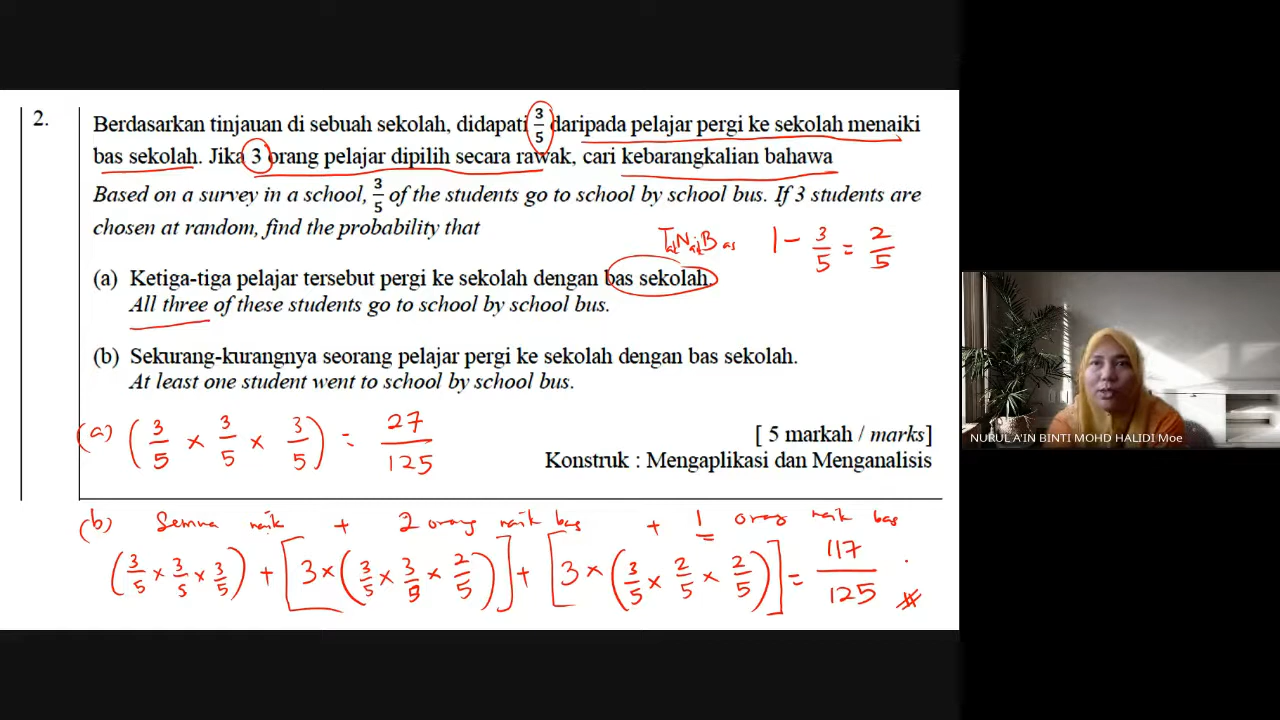 2.
Berdasarkan tinjauan di sebuah sekolah, didapati 3/5 daripada pelajar pergi ke sekolah menaiki
bas sekolah. Jika 3 orang pelajar dipilih secara rawak, cari kebarangkalian bahawa
Based on a survey in a school, 3/5 of the students go to school by school bus. If 3 students are
chosen at random, find the probability that
1 - 3/5 = 2/5
(a) Ketiga-tiga pelajar tersebut pergi ke sekolah dengan bas sekolah.
All three of these students go to school by school bus.
(b) Sekurang-kurangnya seorang pelajar pergi ke sekolah dengan bas sekolah.
At least one student went to school by school bus.
(a) (3/5 × 3/5 × 3/5) = 27/125
[ 5 markah / marks]
Konstruk : Mengaplikasi dan Menganalisis
(b) Semua naik + 2 orang naik bas + 1 orang naik bas
(3/5 × 3/5 × 3/5) + [3 × (3/5 × 3/5 × 2/5)] + [3 × (3/5 × 2/5 × 2/5)] = 117/125
NURUL A'IN BINTI MOHD HALIDI Moe